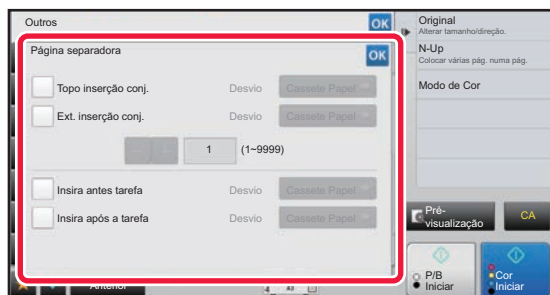 Outros
OK
Página separadora
OK
Topo inserção conj.
Desvio
Cassete Papel
Ext. inserção conj.
Desvio
Cassete Papel
1
(1~9999)
Insira antes tarefa
Desvio
Cassete Papel
Insira após a tarefa
Desvio
Cassete Papel
Anterior
Original
Alterar tamanho/direção.
N-Up
Colocar várias pág. numa pág.
Modo de Cor
Pré-
visualização
CA
P/B
Iniciar
Cor
Iniciar